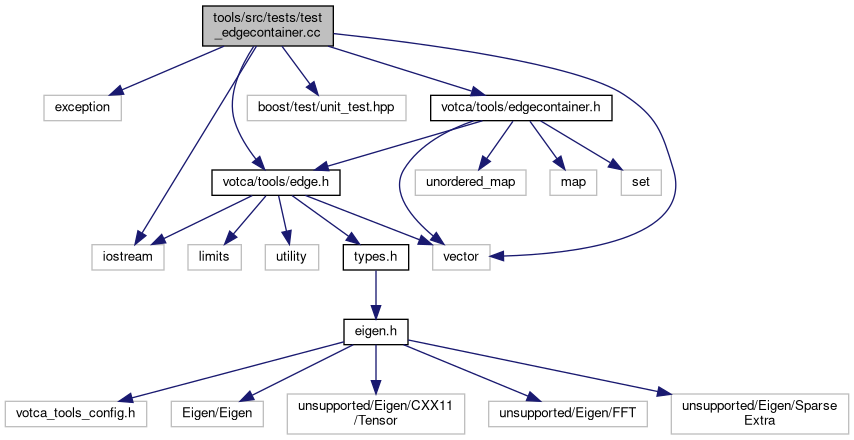 tools/src/tests/test
_edgecontainer.cc
exception
boost/test/unit_test.hpp
votca/tools/edgecontainer.h
votca/tools/edge.h
unordered_map
map
set
iostream
limits
utility
types.h
vector
eigen.h
votca_tools_config.h
Eigen/Eigen
unsupported/Eigen/CXX11
/Tensor
unsupported/Eigen/FFT
unsupported/Eigen/Sparse
Extra